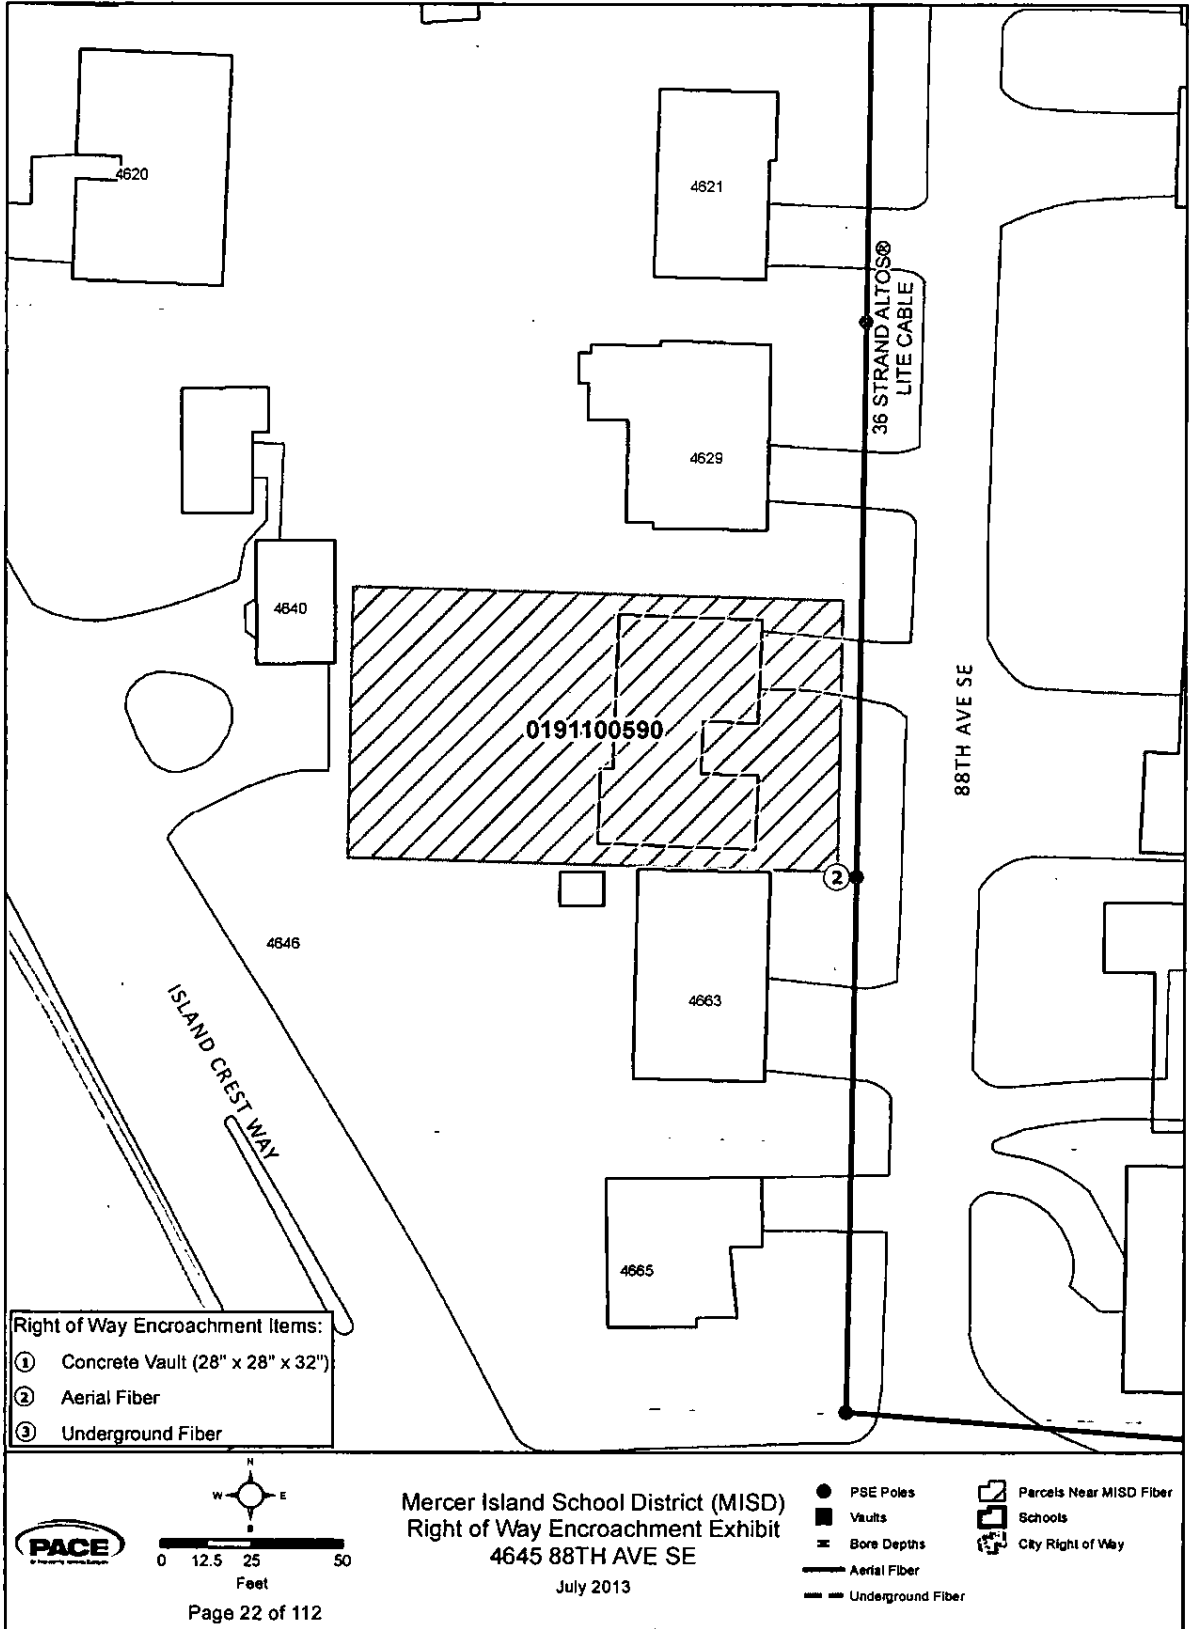 4620
4621
36 STRAND ALTOS®
LITE CABLE
4629
4640
0191100590
88TH AVE SE
2
4646
4663
ISLAND CREST WAY
4665
Right of Way Encroachment Items:
1 Concrete Vault (28" x 28" x 32")
2 Aerial Fiber
3 Underground Fiber
N
W E
S
PACE
0 12.5 25 50
Feet
Page 22 of 112
Mercer Island School District (MISD)
Right of Way Encroachment Exhibit
4645 88TH AVE SE
July 2013
PSE Poles
Vaults
Bore Depths
Aerial Fiber
Underground Fiber
Parcels Near MISD Fiber
Schools
City Right of Way